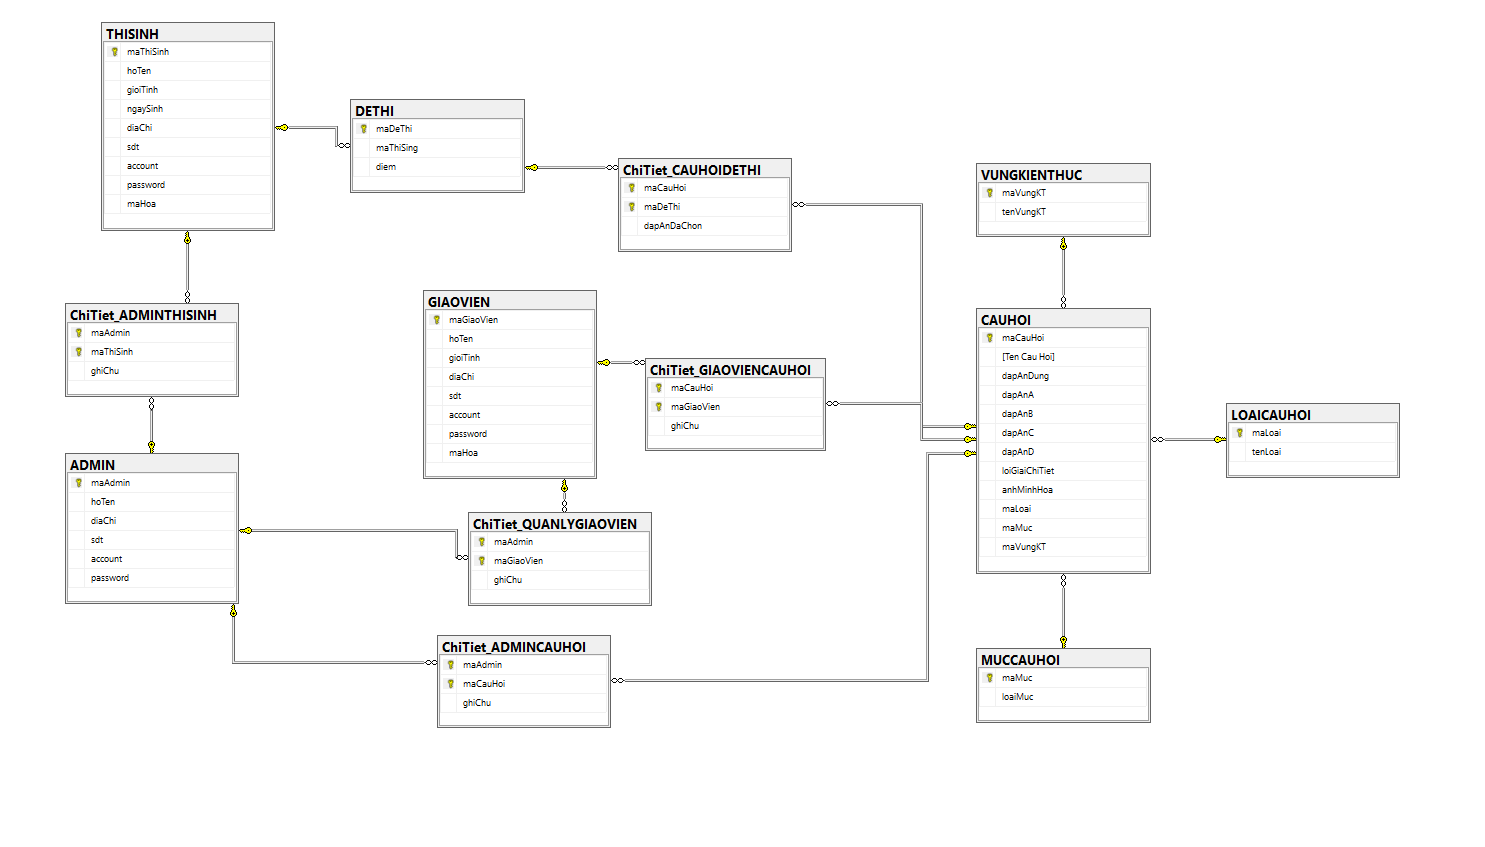 THISINH
maThiSinh
hoTen
gioiTinh
ngaySinh
diaChi
sdt
account
password
maHoa
DETHI
maDeThi
maThiSing
diem
ChiTiet_CAUHOIDETHI
maCauHoi
maDeThi
dapAnDaChon
VUNGKIENTHUC
maVungKT
tenVungKT
ChiTiet_ADMINTHISINH
maAdmin
maThiSinh
ghiChu
GIAOVIEN
maGiaoVien
hoTen
gioiTinh
diaChi
sdt
account
password
maHoa
ChiTiet_GIAOVIENCAUHOI
maCauHoi
maGiaoVien
ghiChu
CAUHOI
maCauHoi
[Ten Cau Hoi]
dapAnDung
dapAnA
dapAnB
dapAnC
dapAnD
loiGiaiChiTiet
anhMinhHoa
maLoai
maMuc
maVungKT
LOAICAUHOI
maLoai
tenLoai
ADMIN
maAdmin
hoTen
diaChi
sdt
account
password
ChiTiet_QUANLYGIAOVIEN
maAdmin
maGiaoVien
ghiChu
ChiTiet_ADMINCAUHOI
maAdmin
maCauHoi
ghiChu
MUCCAUHOI
maMuc
loaiMuc